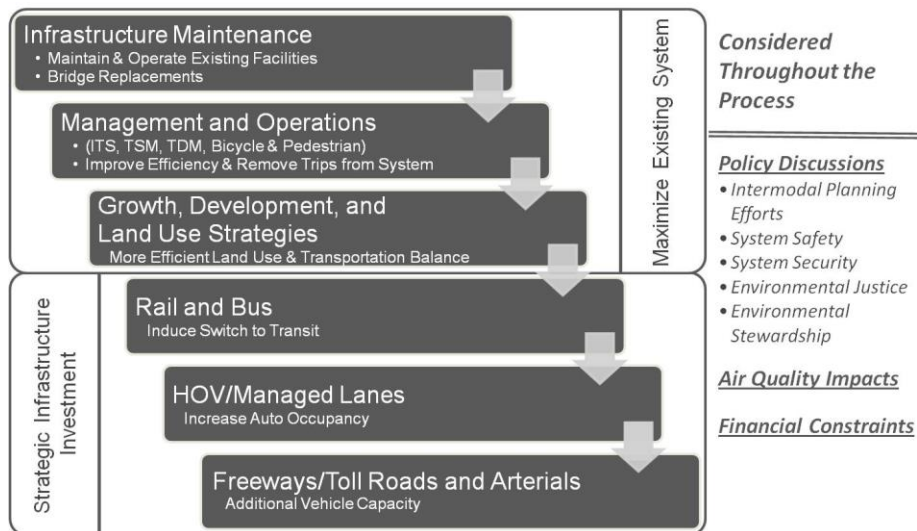 Infrastructure Maintenance
• Maintain & Operate Existing Facilities
• Bridge Replacements
Management and Operations
• (ITS, TSM, TDM, Bicycle & Pedestrian)
• Improve Efficiency & Remove Trips from System
Growth, Development, and
Land Use Strategies
More Efficient Land Use & Transportation Balance
Maximize Existing System
Strategic Infrastructure
Investment
Rail and Bus
Induce Switch to Transit
HOV/Managed Lanes
Increase Auto Occupancy
Freeways/Toll Roads and Arterials
Additional Vehicle Capacity
Considered
Throughout the
Process
Policy Discussions
• Intermodal Planning
Efforts
• System Safety
• System Security
• Environmental Justice
• Environmental
Stewardship
Air Quality Impacts
Financial Constraints